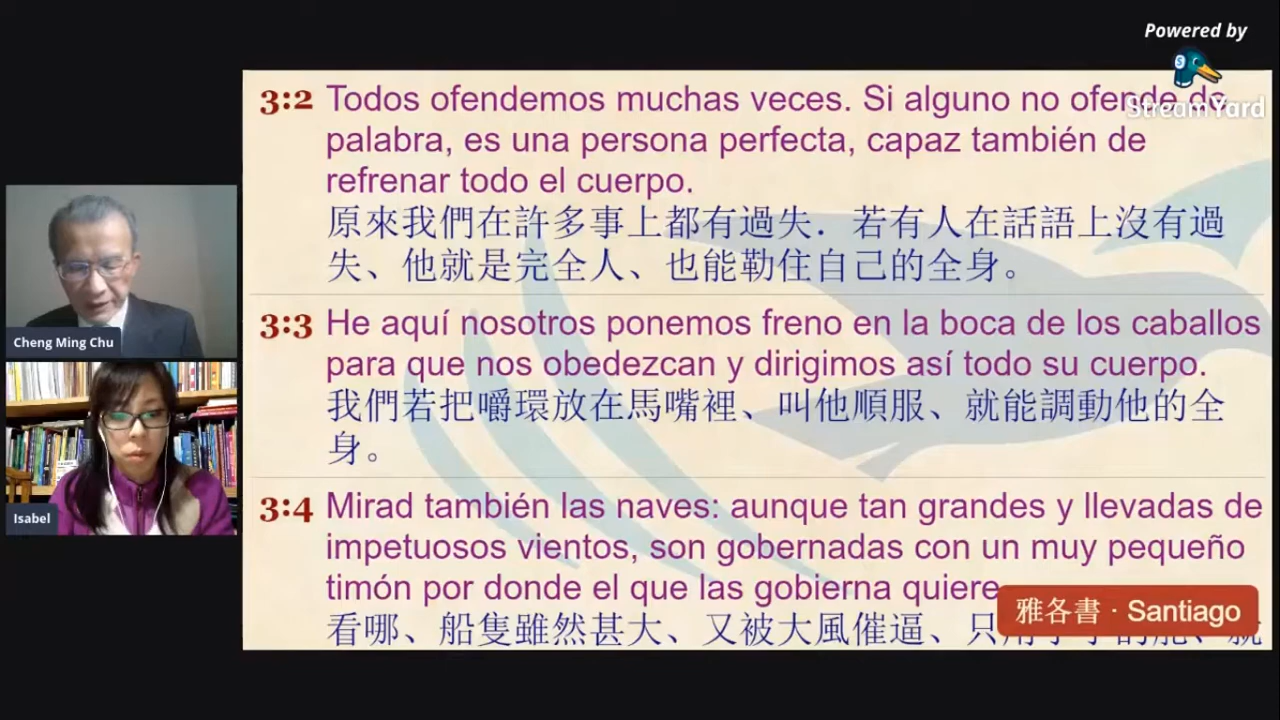 Powered by
StreamYard
3:2 Todos ofendemos muchas veces. Si alguno no ofende de
palabra, es una persona perfecta, capaz también de
refrenar todo el cuerpo.
原來我們在許多事上都有過失．若有人在話語上沒有過
失、他就是完全人、也能勒住自己的全身。
3:3 He aquí nosotros ponemos freno en la boca de los caballos
para que nos obedezcan y dirigimos así todo su cuerpo.
我們若把嚼環放在馬嘴裡、叫他順服、就能調動他的全
身。
3:4 Mirad también las naves: aunque tan grandes y llevadas de
impetuosos vientos, son gobernadas con un muy pequeño
timón por donde el que las gobierna quiere
看哪、船隻雖然甚大、又被大風催逼、只用小小的舵、就
雅各書 · Santiago
Cheng Ming Chu
Isabel